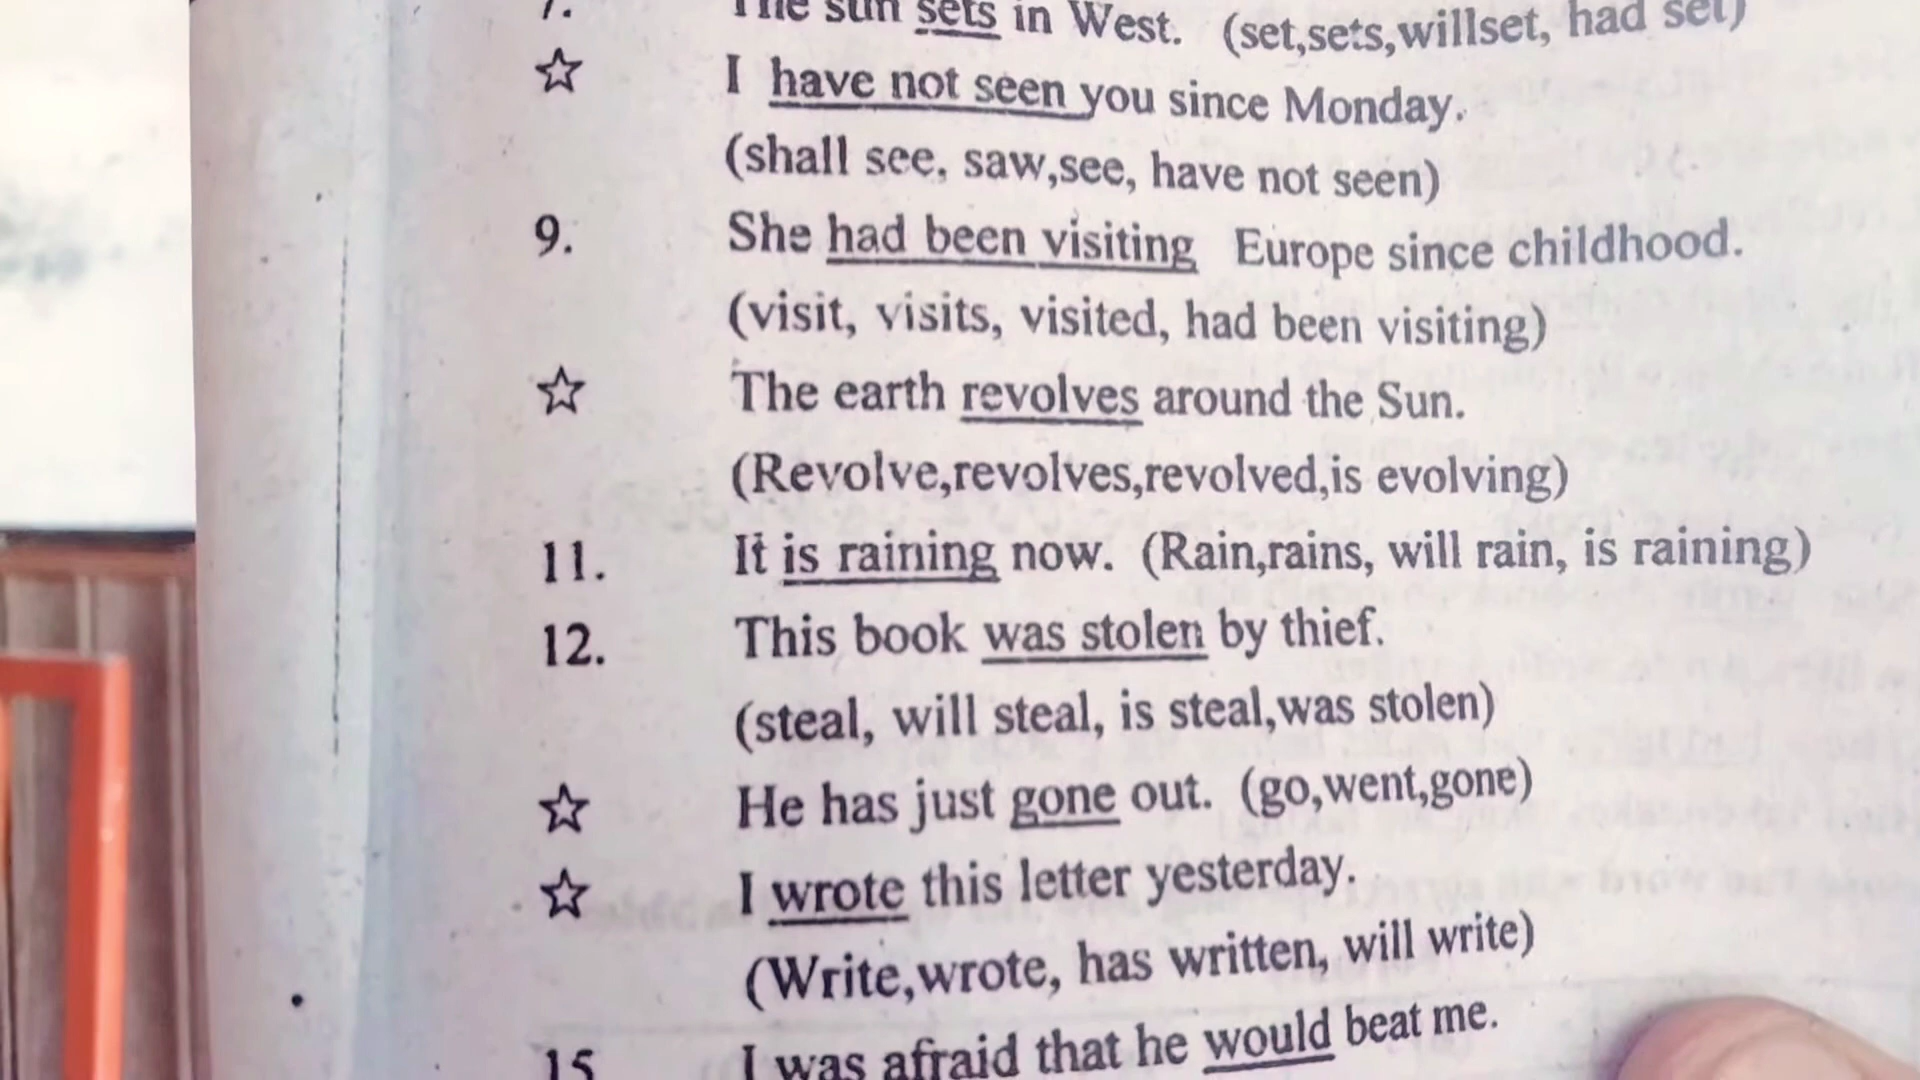 7. The sun sets in West. (set,sets,willset, had set)
☆ I have not seen you since Monday.
(shall see, saw,see, have not seen)
9. She had been visiting Europe since childhood.
(visit, visits, visited, had been visiting)
☆ The earth revolves around the Sun.
(Revolve,revolves,revolved,is evolving)
11. It is raining now. (Rain,rains, will rain, is raining)
12. This book was stolen by thief.
(steal, will steal, is steal,was stolen)
☆ He has just gone out. (go,went,gone)
☆ I wrote this letter yesterday.
(Write,wrote, has written, will write)
15 I was afraid that he would beat me.